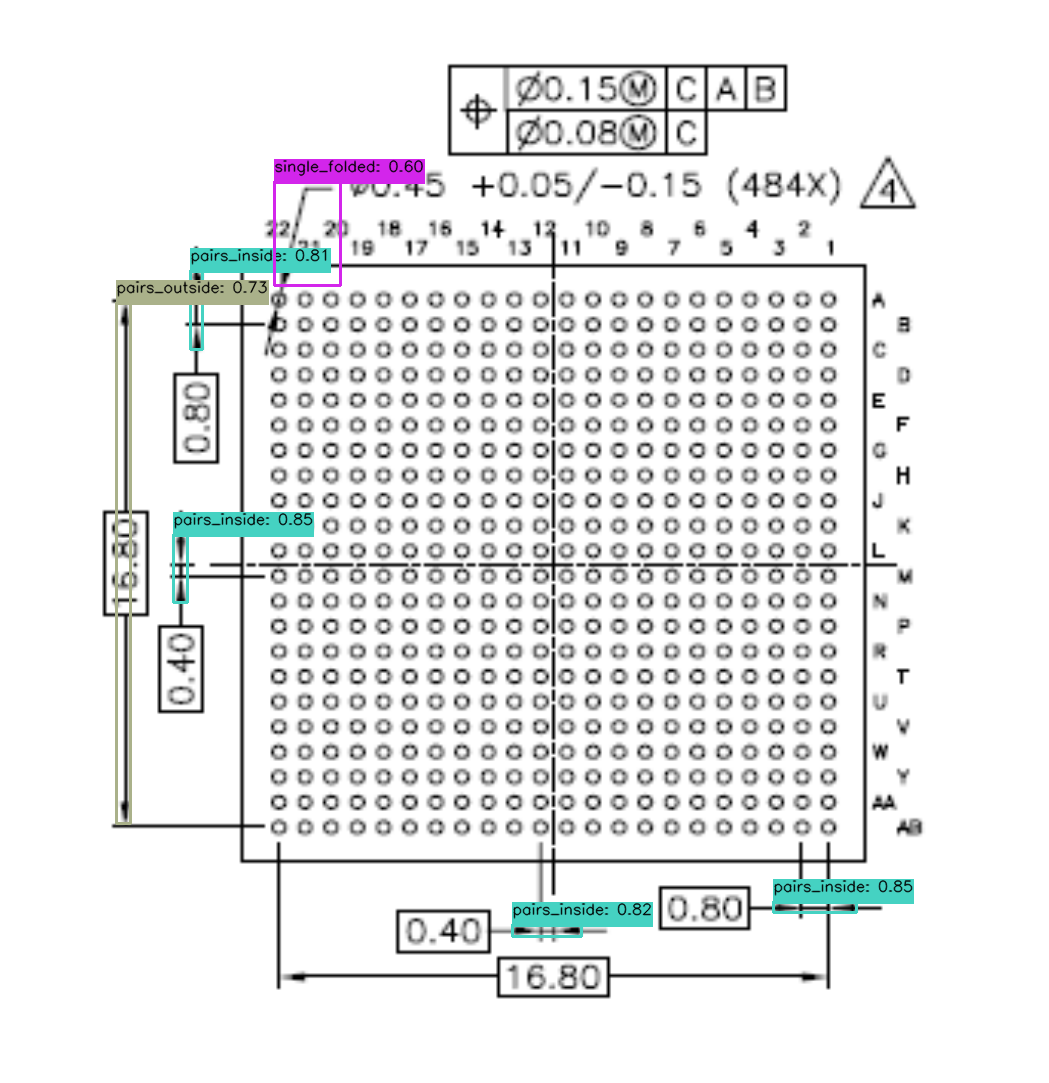 Ø0.15Ⓜ C A B
Ø0.08Ⓜ C
single_folded: 0.60
Ø0.45 +0.05/-0.15 (484X) 4
22 20 18 16 14 12 10 8 6 4 2
21 19 17 15 13 11 9 7 5 3 1
pairs_inside: 0.81
pairs_outside: 0.73
A
B
C
D
0.80
E
F
G
H
J
pairs_inside: 0.85
K
L
16.80
M
N
P
0.40
R
T
U
V
W
Y
AA
AB
pairs_inside: 0.85
0.80
pairs_inside: 0.82
0.40
16.80